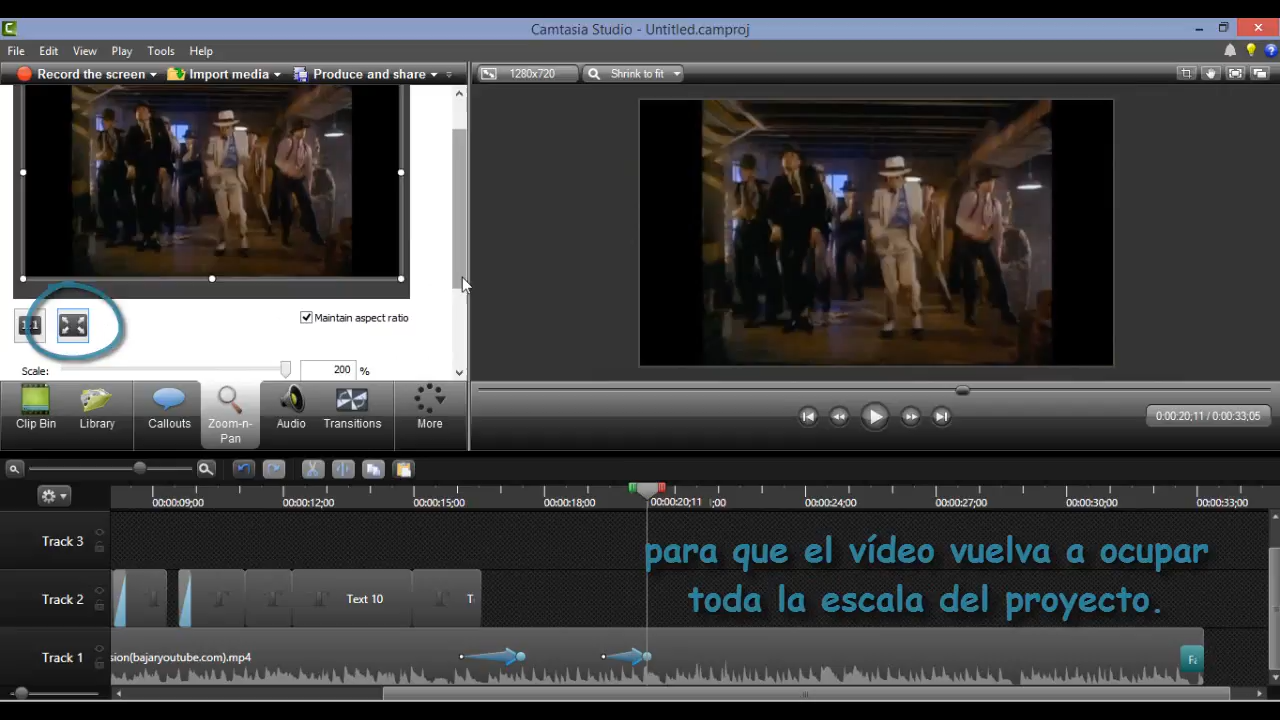 Camtasia Studio - Untitled.camproj
File Edit View Play Tools Help
Record the screen Import media Produce and share
1280x720 Shrink to fit
1:1
Maintain aspect ratio
Scale: 200 %
Clip Bin Library Callouts Zoom-n-Pan Audio Transitions More
0:00:20;11 / 0:00:33;05
00:00:09;00 00:00:12;00 00:00:15;00 00:00:18;00 00:00:20;11 ;00 00:00:24;00 00:00:27;00 00:00:30;00 00:00:33;00
Track 3
para que el vídeo vuelva a ocupar
toda la escala del proyecto.
Track 2 Text 10 T
Track 1 sion(bajaryoutube.com).mp4 Fa